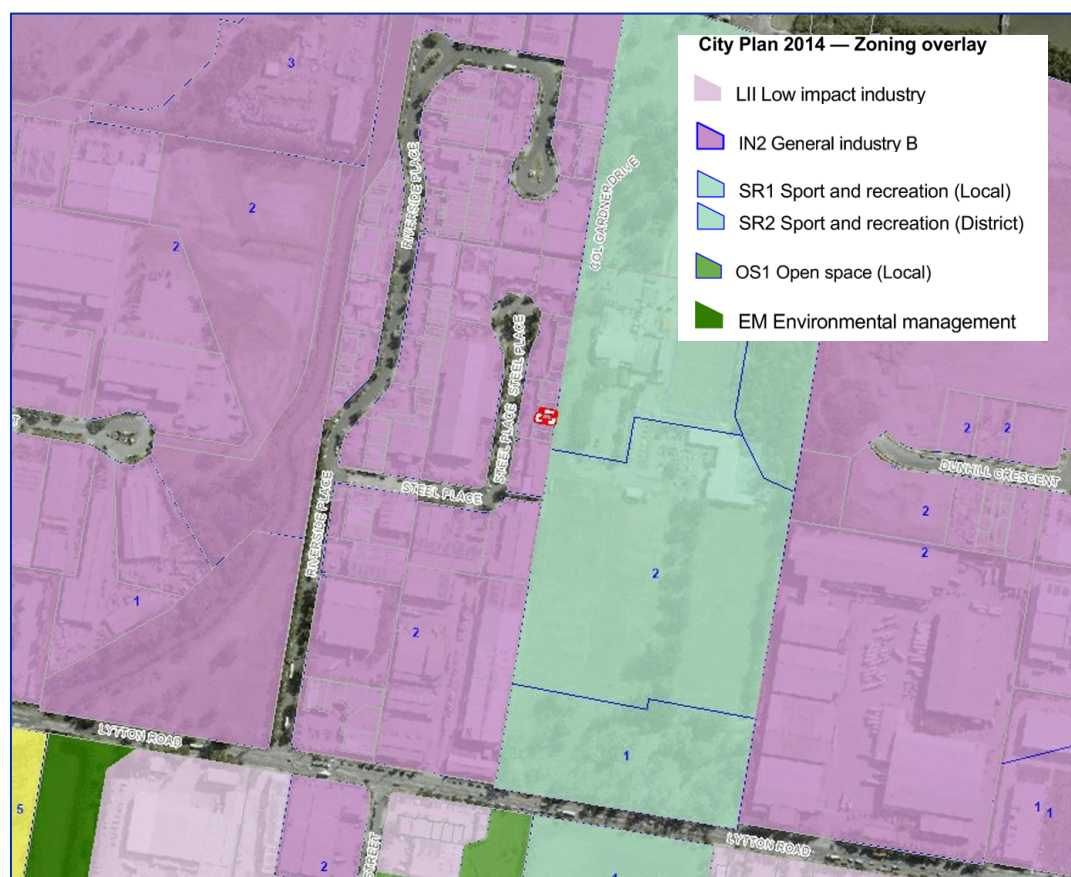 City Plan 2014 — Zoning overlay
LII Low impact industry
IN2 General industry B
SR1 Sport and recreation (Local)
SR2 Sport and recreation (District)
OS1 Open space (Local)
EM Environmental management
3
2
2
RIVERSIDE PLACE
COL GARDNER DRIVE
STEEL PLACE
STEEL PLACE
STEEL PLACE
RIVERSIDE PLACE
T
2
2
DUNHILL CRESCENT
2
2
2
1
2
1
LYTTON ROAD
5
2
STREET
LYTTON ROAD
1
1
1